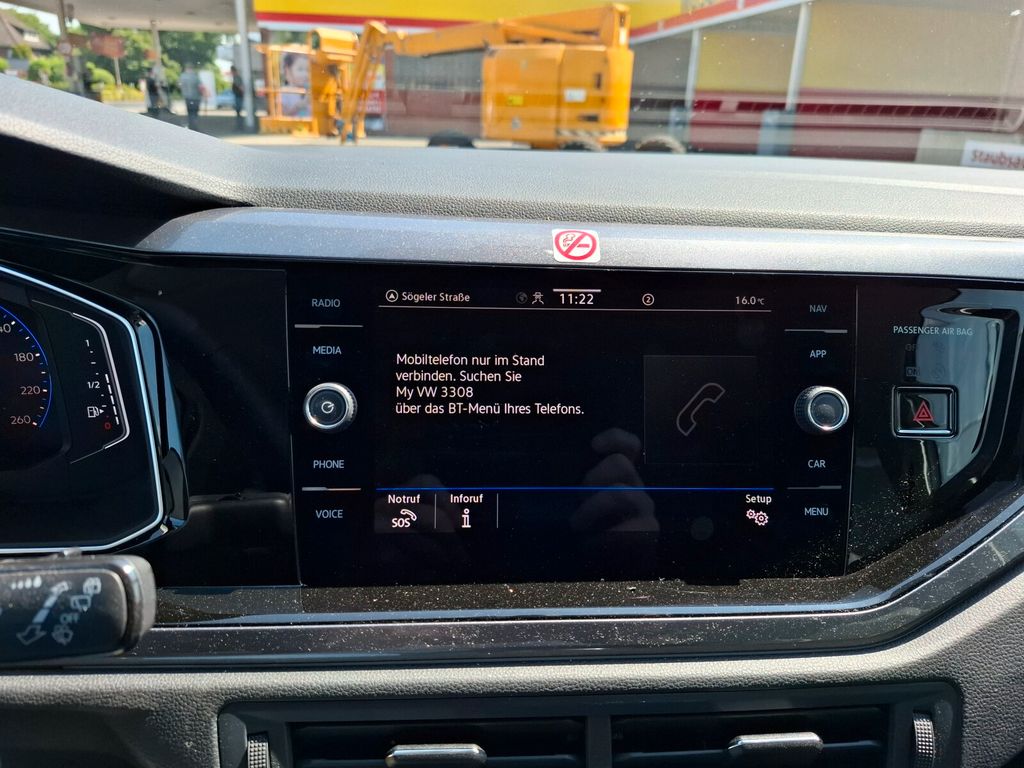 Staubsa
RADIO
Sögeler Straße
11:22
2
16.0°C
NAV
MEDIA
APP
PASSENGER AIR BAG
Mobiltelefon nur im Stand
verbinden. Suchen Sie
My VW 3308
über das BT-Menü Ihres Telefons.
180
220
260
1
1/2
0
PHONE
CAR
Notruf
Inforuf
Setup
SOS
VOICE
MENU